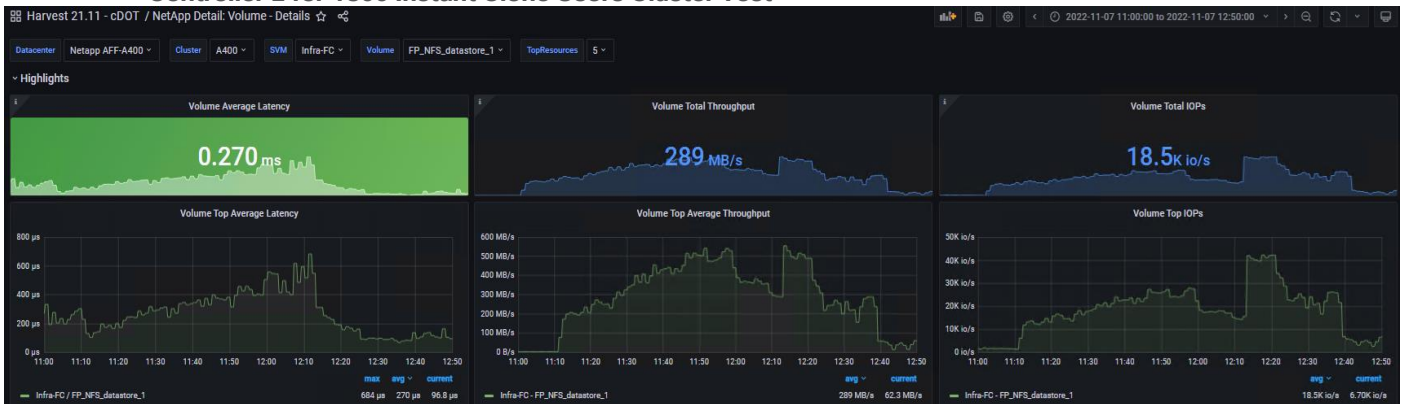 Harvest 21.11 - cDOT / NetApp Detail: Volume - Details 2022-11-07 11:00:00 to 2022-11-07 12:50:00
Datacenter Netapp AFF-A400 Cluster A400 SVM Infra-FC Volume FP_NFS_datastore_1 TopResources 5
Highlights
Volume Average Latency
0.270 ms
Volume Total Throughput
289 MB/s
Volume Total IOPs
18.5K io/s
Volume Top Average Latency
800 µs
600 µs
400 µs
200 µs
0 µs
11:00 11:10 11:20 11:30 11:40 11:50 12:00 12:10 12:20 12:30 12:40 12:50
max avg current
Infra-FC / FP_NFS_datastore_1 684 µs 270 µs 96.8 µs
Volume Top Average Throughput
600 MB/s
500 MB/s
400 MB/s
300 MB/s
200 MB/s
100 MB/s
0 B/s
11:00 11:10 11:20 11:30 11:40 11:50 12:00 12:10 12:20 12:30 12:40 12:50
avg current
Infra-FC - FP_NFS_datastore_1 289 MB/s 62.3 MB/s
Volume Top IOPs
50K io/s
40K io/s
30K io/s
20K io/s
10K io/s
0 io/s
11:00 11:10 11:20 11:30 11:40 11:50 12:00 12:10 12:20 12:30 12:40 12:50
avg current
Infra-FC - FP_NFS_datastore_1 18.5K io/s 6.70K io/s